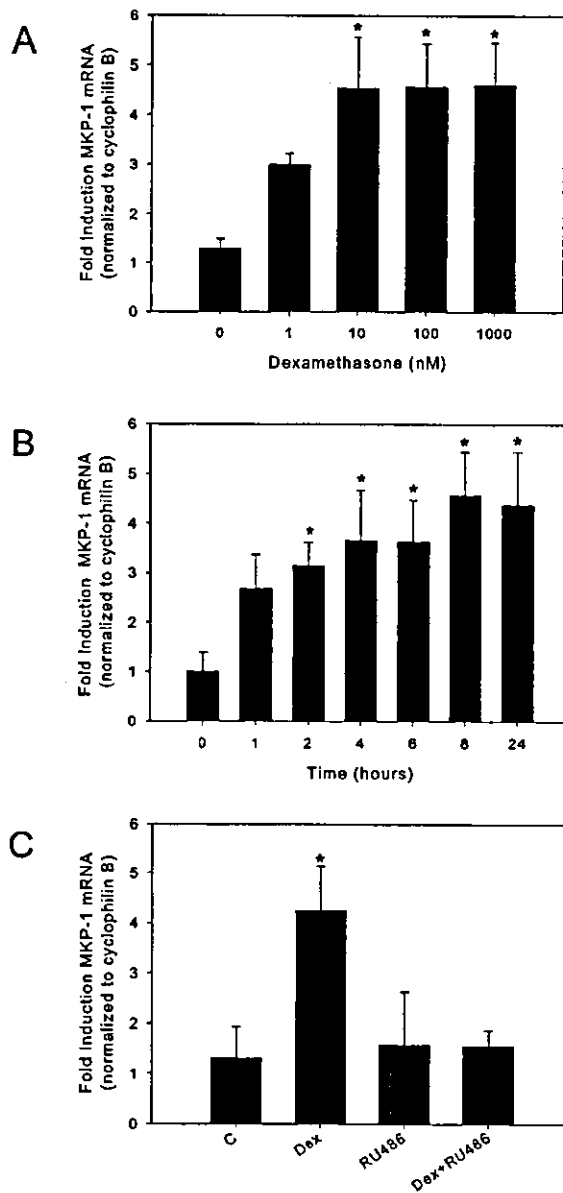 A
Fold Induction MKP-1 mRNA
(normalized to cyclophilin B)
6
5
4
3
2
1
0
* * *
0 1 10 100 1000
Dexamethasone (nM)
B
Fold Induction MKP-1 mRNA
(normalized to cyclophilin B)
6
5
4
3
2
1
0
* * * * *
0 1 2 4 6 8 24
Time (hours)
C
Fold Induction MKP-1 mRNA
(normalized to cyclophilin B)
6
5
4
3
2
1
0
*
C Dex RU486 Dex+RU486